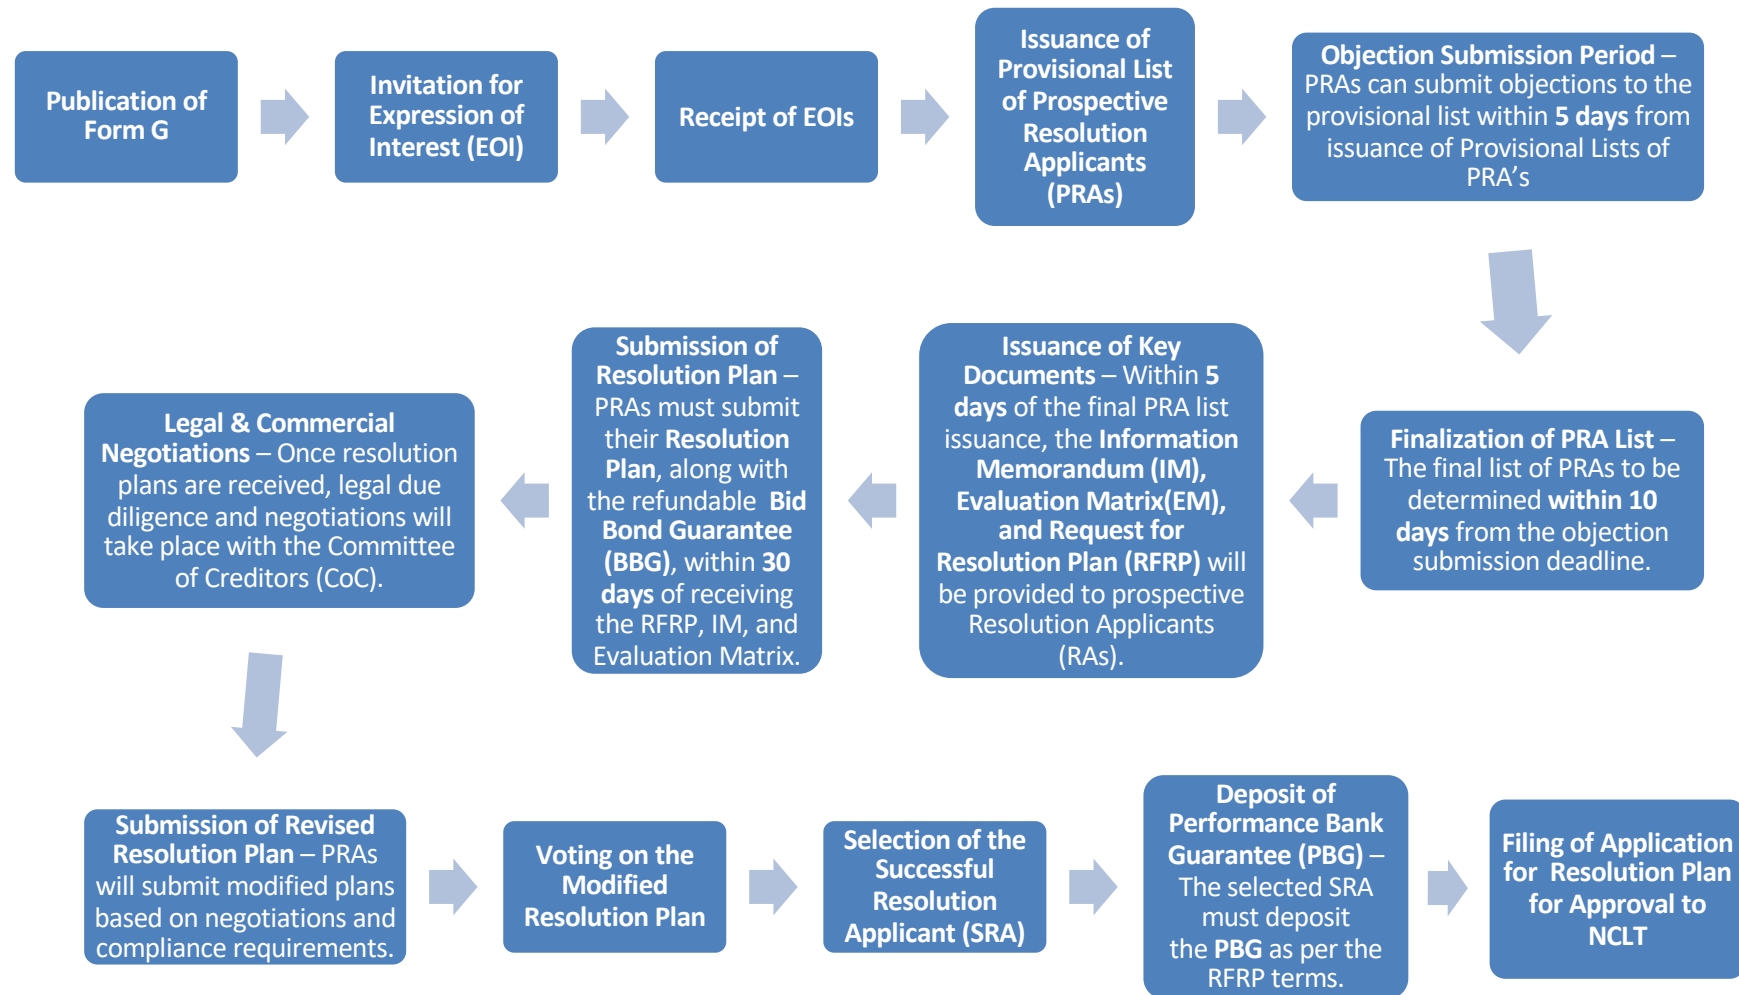 Publication of
Form G
Invitation for
Expression of
Interest (EOI)
Receipt of EOIs
Issuance of
Provisional List
of Prospective
Resolution
Applicants
(PRAs)
Objection Submission Period –
PRAs can submit objections to the
provisional list within 5 days from
issuance of Provisional Lists of
PRA’s
Finalization of PRA List –
The final list of PRAs to be
determined within 10
days from the objection
submission deadline.
Issuance of Key
Documents – Within 5
days of the final PRA list
issuance, the Information
Memorandum (IM),
Evaluation Matrix(EM),
and Request for
Resolution Plan (RFRP) will
be provided to prospective
Resolution Applicants
(RAs).
Submission of
Resolution Plan –
PRAs must submit
their Resolution
Plan, along with
the refundable Bid
Bond Guarantee
(BBG), within 30
days of receiving
the RFRP, IM, and
Evaluation Matrix.
Legal & Commercial
Negotiations – Once resolution
plans are received, legal due
diligence and negotiations will
take place with the Committee
of Creditors (CoC).
Submission of Revised
Resolution Plan – PRAs
will submit modified plans
based on negotiations and
compliance requirements.
Voting on the
Modified
Resolution Plan
Selection of the
Successful
Resolution
Applicant (SRA)
Deposit of
Performance Bank
Guarantee (PBG) –
The selected SRA
must deposit
the PBG as per the
RFRP terms.
Filing of Application
for Resolution Plan
for Approval to
NCLT